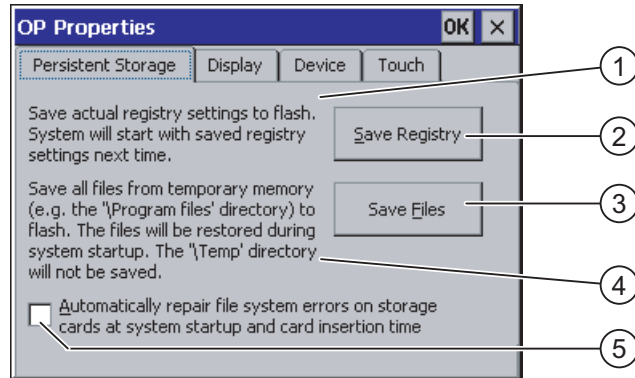 OP Properties OK ×
Persistent Storage Display Device Touch
1
Save actual registry settings to flash.
System will start with saved registry
settings next time.
Save Registry
2
Save all files from temporary memory
(e.g. the '\Program files' directory) to
flash. The files will be restored during
system startup. The '\Temp' directory
will not be saved.
Save Files
3
4
Automatically repair file system errors on storage
cards at system startup and card insertion time
5